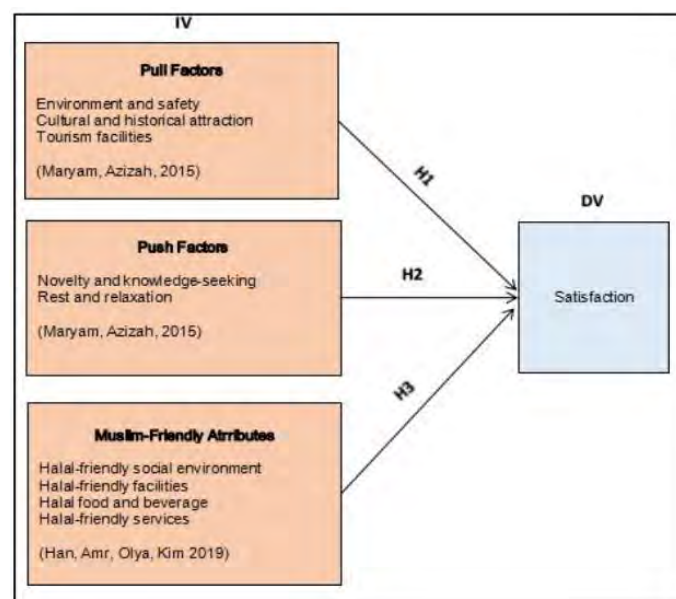 IV
Pull Factors
Environment and safety
Cultural and historical attraction
Tourism facilities
(Maryam, Azizah, 2015)
H1
Push Factors
Novelty and knowledge-seeking
Rest and relaxation
(Maryam, Azizah, 2015)
H2
DV
Satisfaction
H3
Muslim-Friendly Atrributes
Halal-friendly social environment
Halal-friendly facilities
Halal food and beverage
Halal-friendly services
(Han, Amr, Olya, Kim 2019)